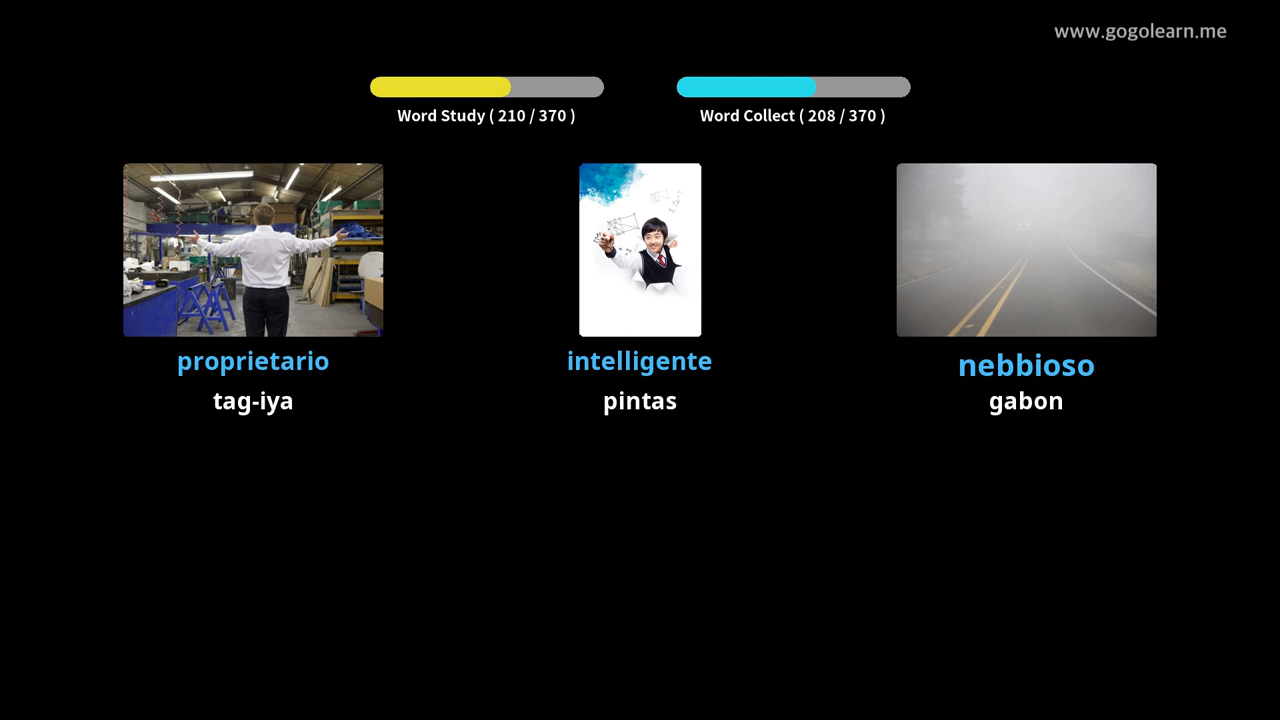 www.gogolearn.me
Word Study ( 210 / 370 )
Word Collect ( 208 / 370 )
proprietario
intelligente
nebbioso
tag-iya
pintas
gabon